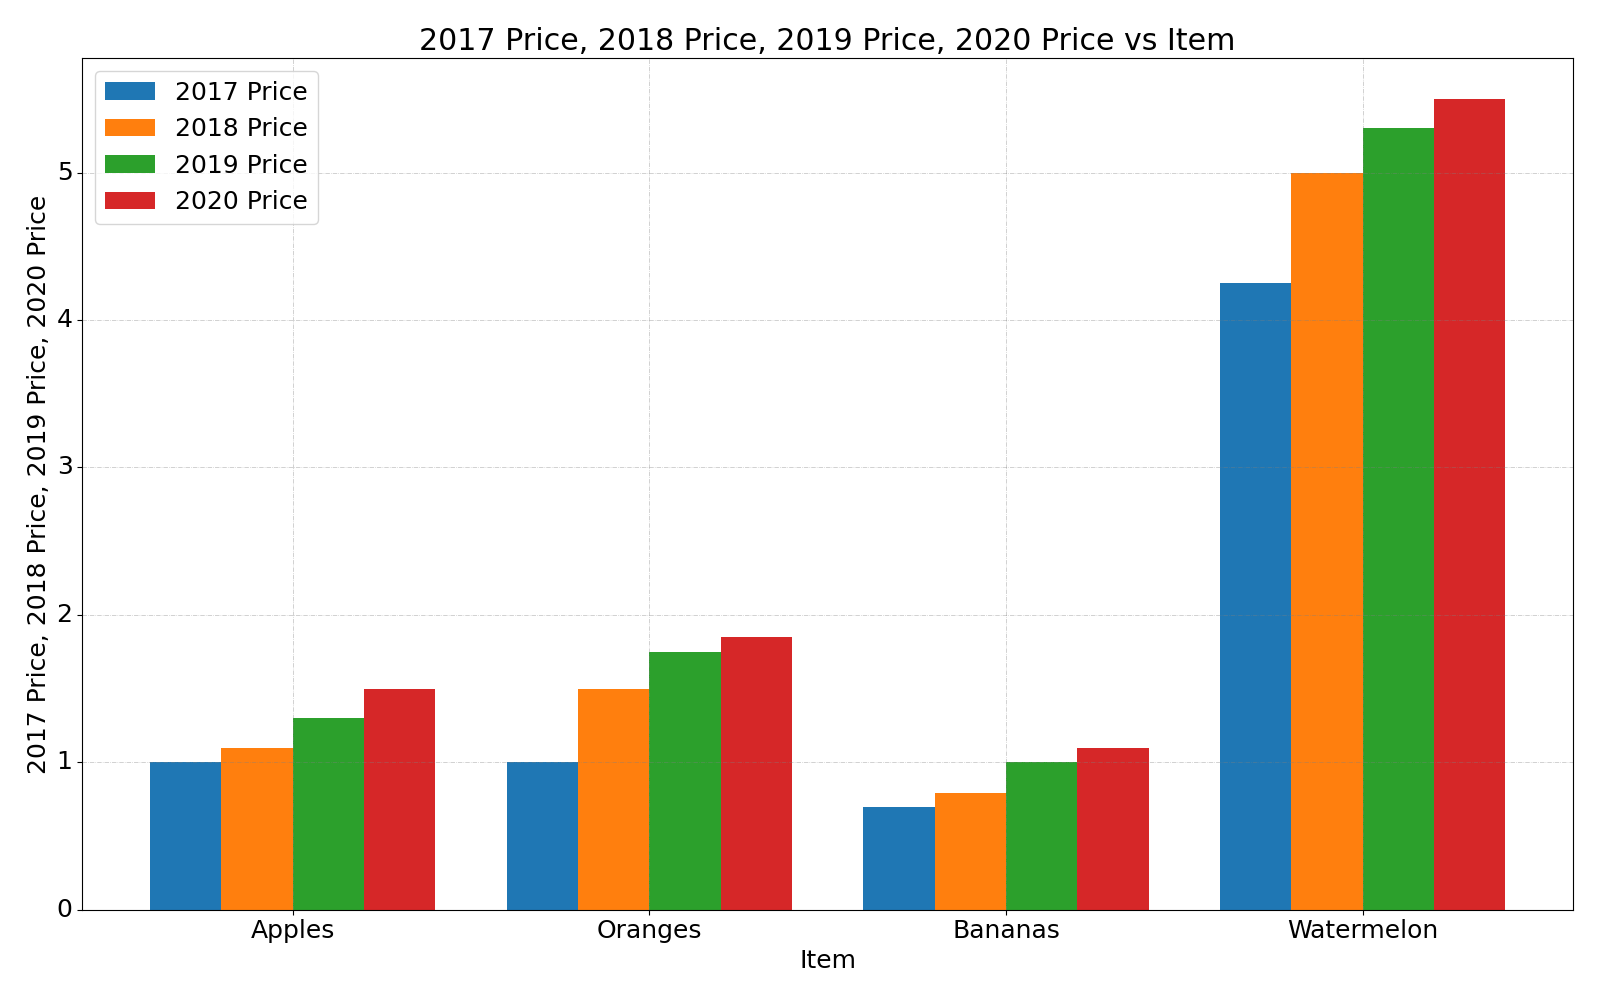 2017 Price, 2018 Price, 2019 Price, 2020 Price vs Item
2017 Price
2018 Price
2019 Price
2020 Price
2017 Price, 2018 Price, 2019 Price, 2020 Price
5
4
3
2
1
0
Apples
Oranges
Bananas
Watermelon
Item